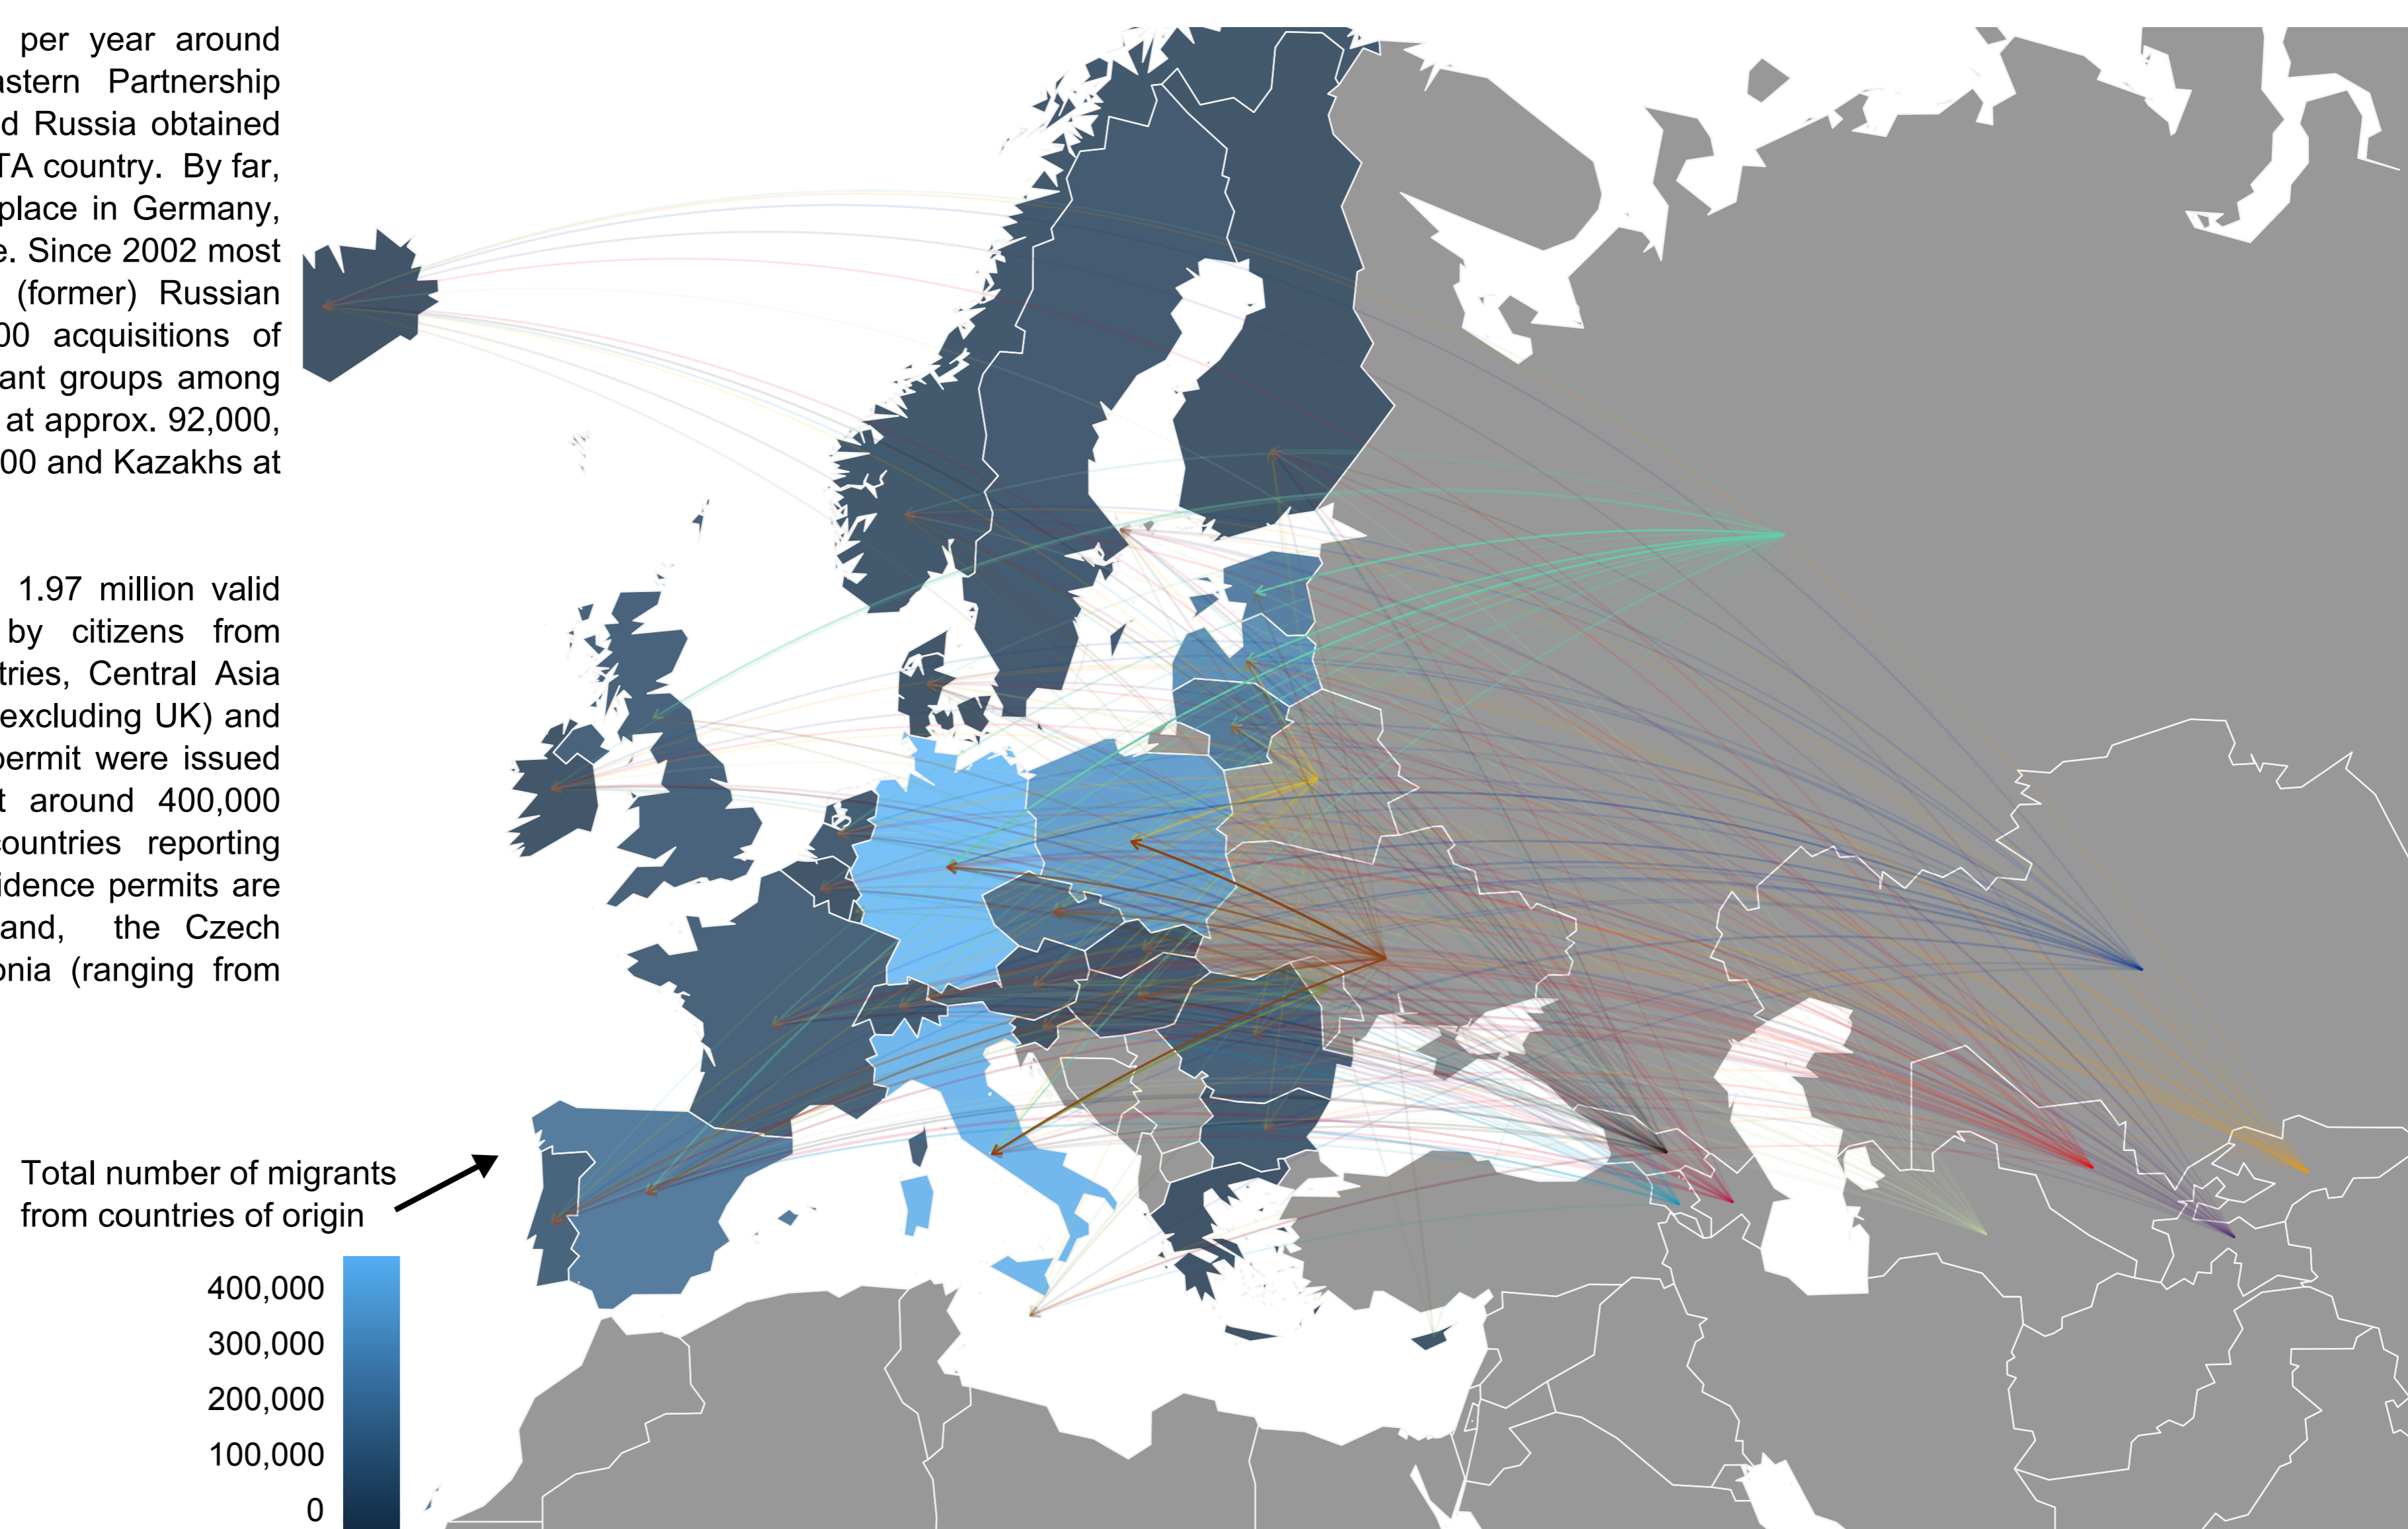 per year around
astern Partnership
d Russia obtained
TA country. By far,
place in Germany,
e. Since 2002 most
(former) Russian
00 acquisitions of
ant groups among
at approx. 92,000,
00 and Kazakhs at
1.97 million valid
by citizens from
tries, Central Asia
excluding UK) and
permit were issued
t around 400,000
countries reporting
idence permits are
and, the Czech
onia (ranging from
Total number of migrants
from countries of origin
400,000
300,000
200,000
100,000
0